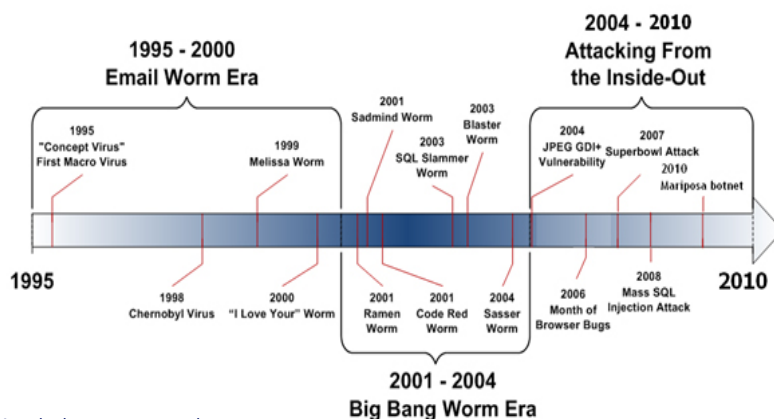 1995 - 2000
Email Worm Era
2004 - 2010
Attacking From
the Inside-Out
1995
"Concept Virus"
First Macro Virus
1999
Melissa Worm
2001
Sadmind Worm
2003
SQL Slammer
Worm
2003
Blaster
Worm
2004
JPEG GDI+
Vulnerability
2007
Superbowl Attack
2010
Mariposa botnet
1995
2010
1998
Chernobyl Virus
2000
“I Love Your” Worm
2001
Ramen
Worm
2001
Code Red
Worm
2004
Sasser
Worm
2006
Month of
Browser Bugs
2008
Mass SQL
Injection Attack
2001 - 2004
Big Bang Worm Era